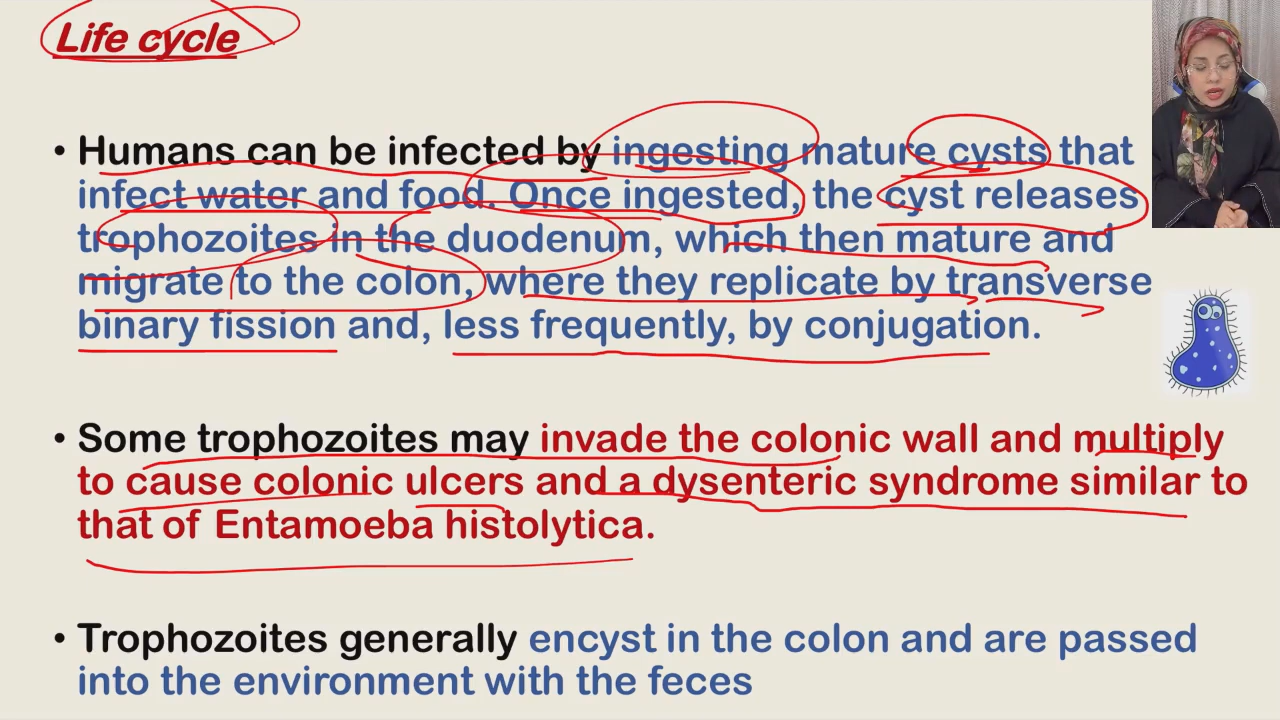 Life cycle
• Humans can be infected by ingesting mature cysts that
infect water and food. Once ingested, the cyst releases
trophozoites in the duodenum, which then mature and
migrate to the colon, where they replicate by transverse
binary fission and, less frequently, by conjugation.
• Some trophozoites may invade the colonic wall and multiply
to cause colonic ulcers and a dysenteric syndrome similar to
that of Entamoeba histolytica.
• Trophozoites generally encyst in the colon and are passed
into the environment with the feces